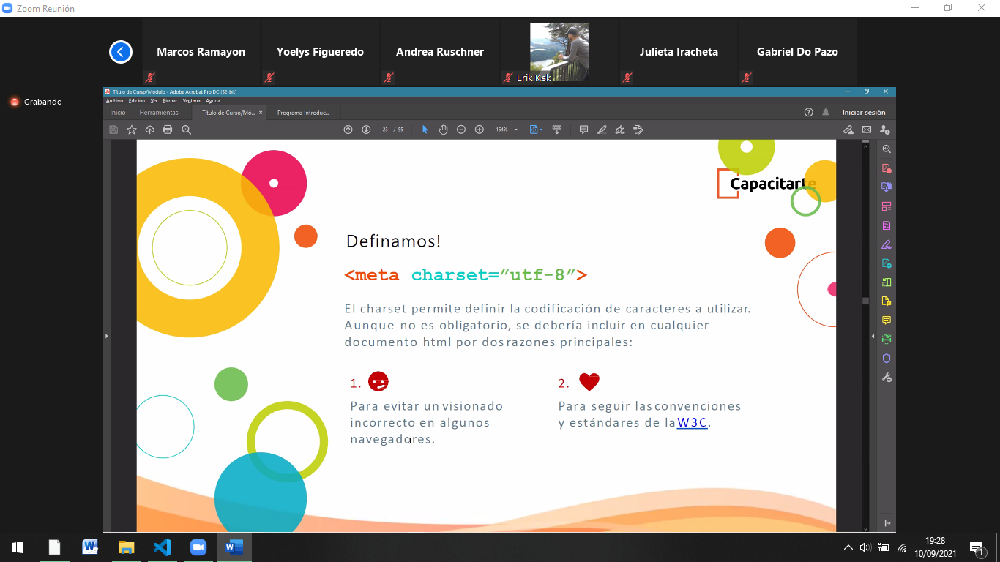 Zoom Reunión
Marcos Ramayon
Yoelys Figueredo
Andrea Ruschner
Erik Kek
Julieta Iracheta
Gabriel Do Pazo
Grabando
Título de Curso/Módulo - Adobe Acrobat Pro DC (32-bit)
Archivo Edición Ver Firmar Ventana Ayuda
Inicio Herramientas Título de Curso/Mó... × Programa Introduc... Iniciar sesión
23 / 55 154%
Capacitarte
Definamos!
<meta charset=”utf-8”>
El charset permite definir la codificación de caracteres a utilizar.
Aunque no es obligatorio, se debería incluir en cualquier
documento html por dos razones principales:
1.
Para evitar un visionado
incorrecto en algunos
navegadores.
2.
Para seguir las convenciones
y estándares de la W3C.
19:28
10/09/2021
1